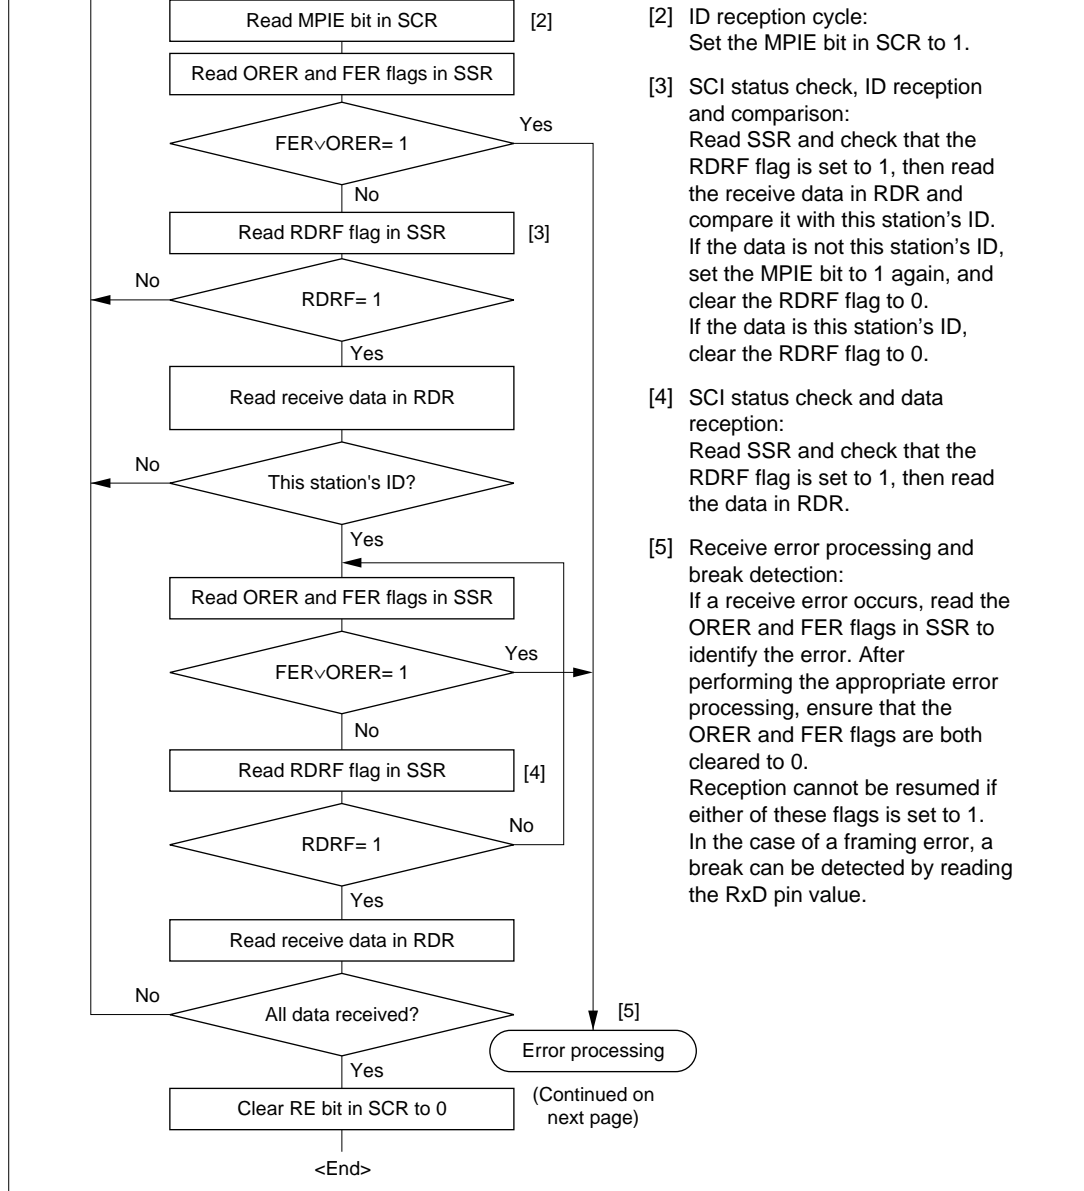 Read MPIE bit in SCR
[2]
Read ORER and FER flags in SSR
FER∨ORER= 1
Yes
No
Read RDRF flag in SSR
[3]
RDRF= 1
No
Yes
Read receive data in RDR
This station's ID?
No
Yes
Read ORER and FER flags in SSR
FER∨ORER= 1
Yes
No
Read RDRF flag in SSR
[4]
RDRF= 1
No
Yes
Read receive data in RDR
All data received?
No
Yes
[5]
Error processing
(Continued on
next page)
Clear RE bit in SCR to 0
<End>
[2] ID reception cycle:
Set the MPIE bit in SCR to 1.
[3] SCI status check, ID reception
and comparison:
Read SSR and check that the
RDRF flag is set to 1, then read
the receive data in RDR and
compare it with this station's ID.
If the data is not this station's ID,
set the MPIE bit to 1 again, and
clear the RDRF flag to 0.
If the data is this station's ID,
clear the RDRF flag to 0.
[4] SCI status check and data
reception:
Read SSR and check that the
RDRF flag is set to 1, then read
the data in RDR.
[5] Receive error processing and
break detection:
If a receive error occurs, read the
ORER and FER flags in SSR to
identify the error. After
performing the appropriate error
processing, ensure that the
ORER and FER flags are both
cleared to 0.
Reception cannot be resumed if
either of these flags is set to 1.
In the case of a framing error, a
break can be detected by reading
the RxD pin value.